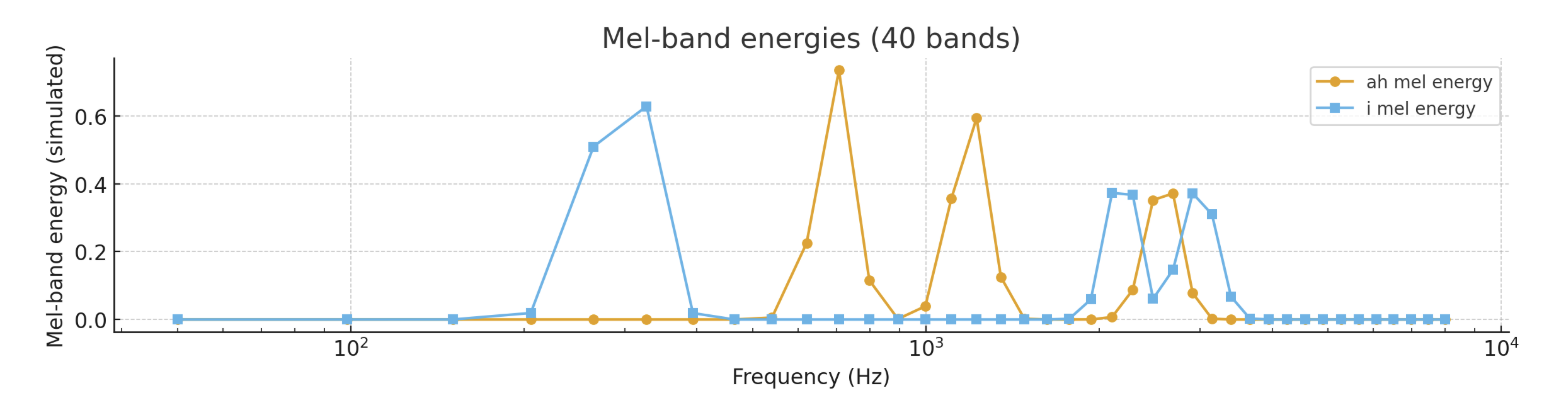 Mel-band energies (40 bands)
Mel-band energy (simulated)
0.6
0.4
0.2
0.0
ah mel energy
i mel energy
10²
10³
10⁴
Frequency (Hz)